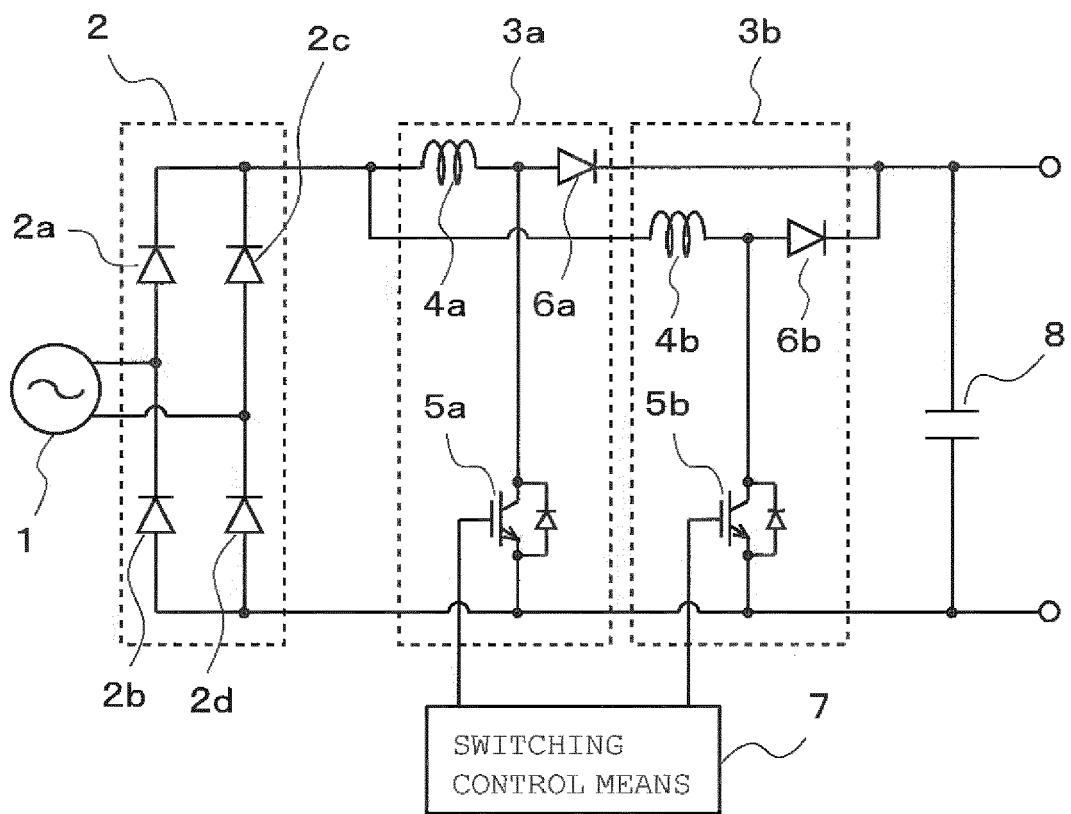 2
2c
3a
3b
2a
4a
6a
4b
6b
8
1
5a
5b
2b
2d
7
SWITCHING
CONTROL MEANS